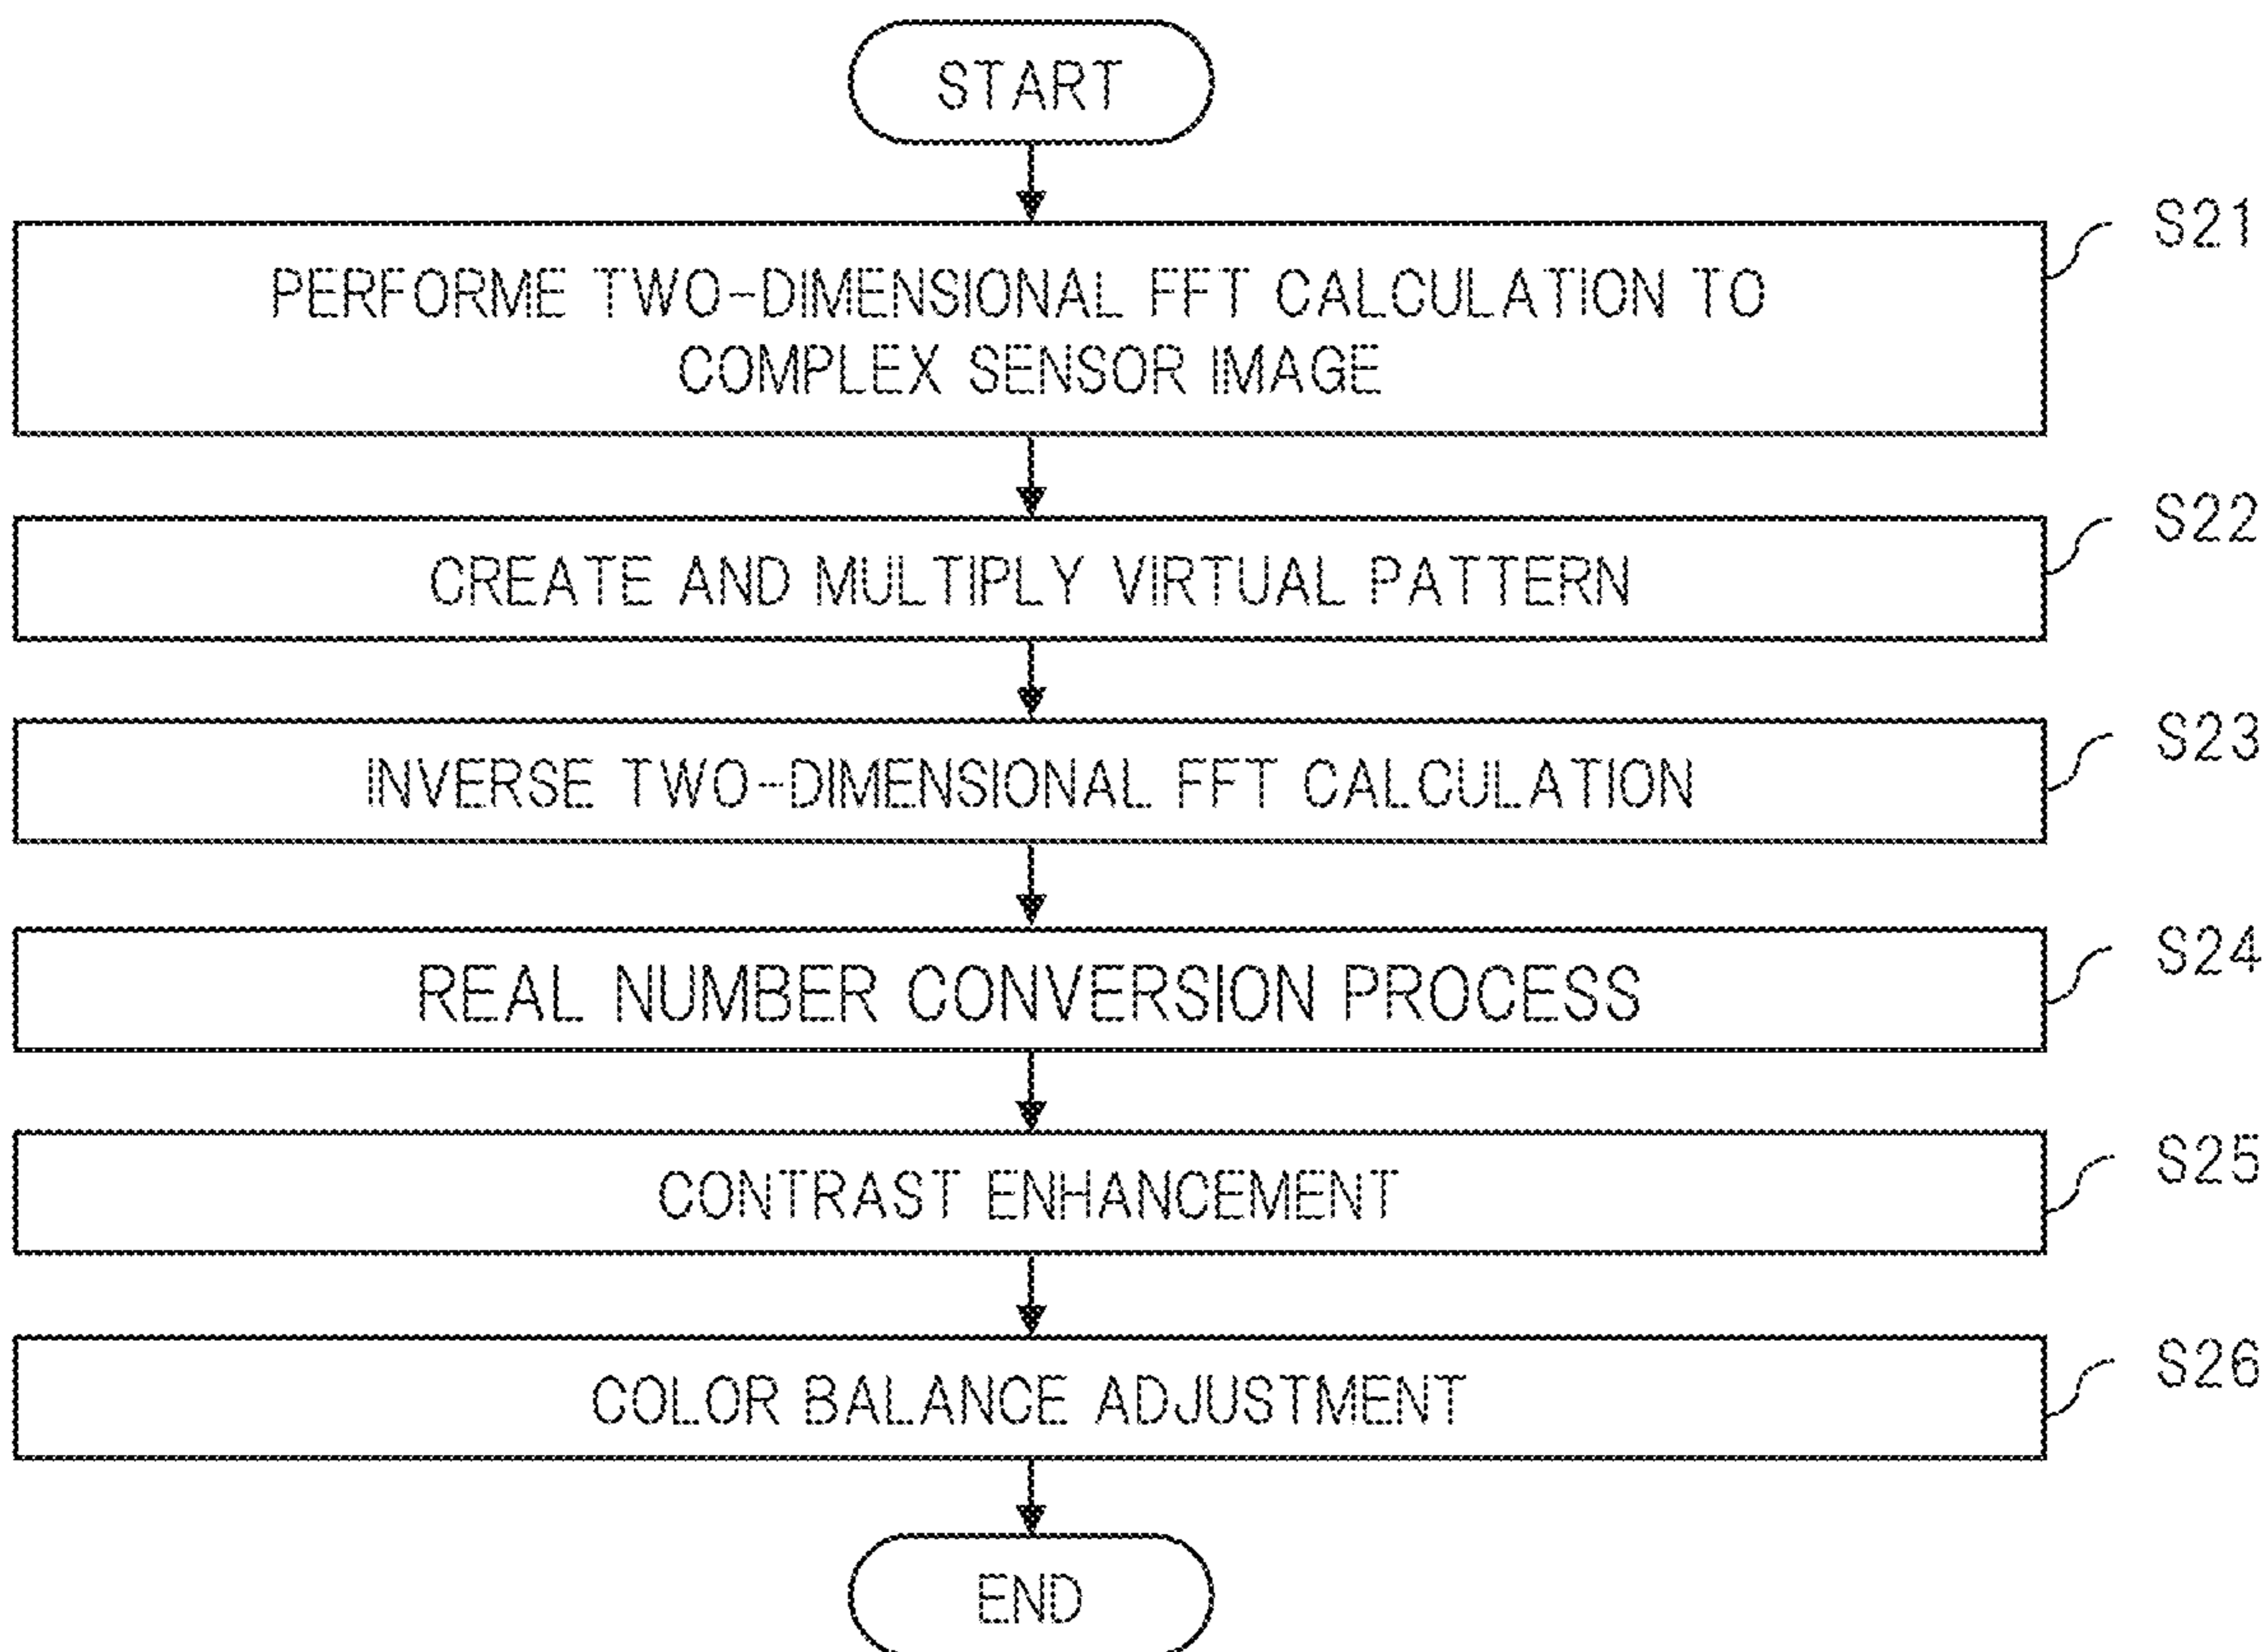 START
S21
PERFORME TWO-DIMENSIONAL FFT CALCULATION TO
COMPLEX SENSOR IMAGE
S22
CREATE AND MULTIPLY VIRTUAL PATTERN
S23
INVERSE TWO-DIMENSIONAL FFT CALCULATION
S24
REAL NUMBER CONVERSION PROCESS
S25
CONTRAST ENHANCEMENT
S26
COLOR BALANCE ADJUSTMENT
END